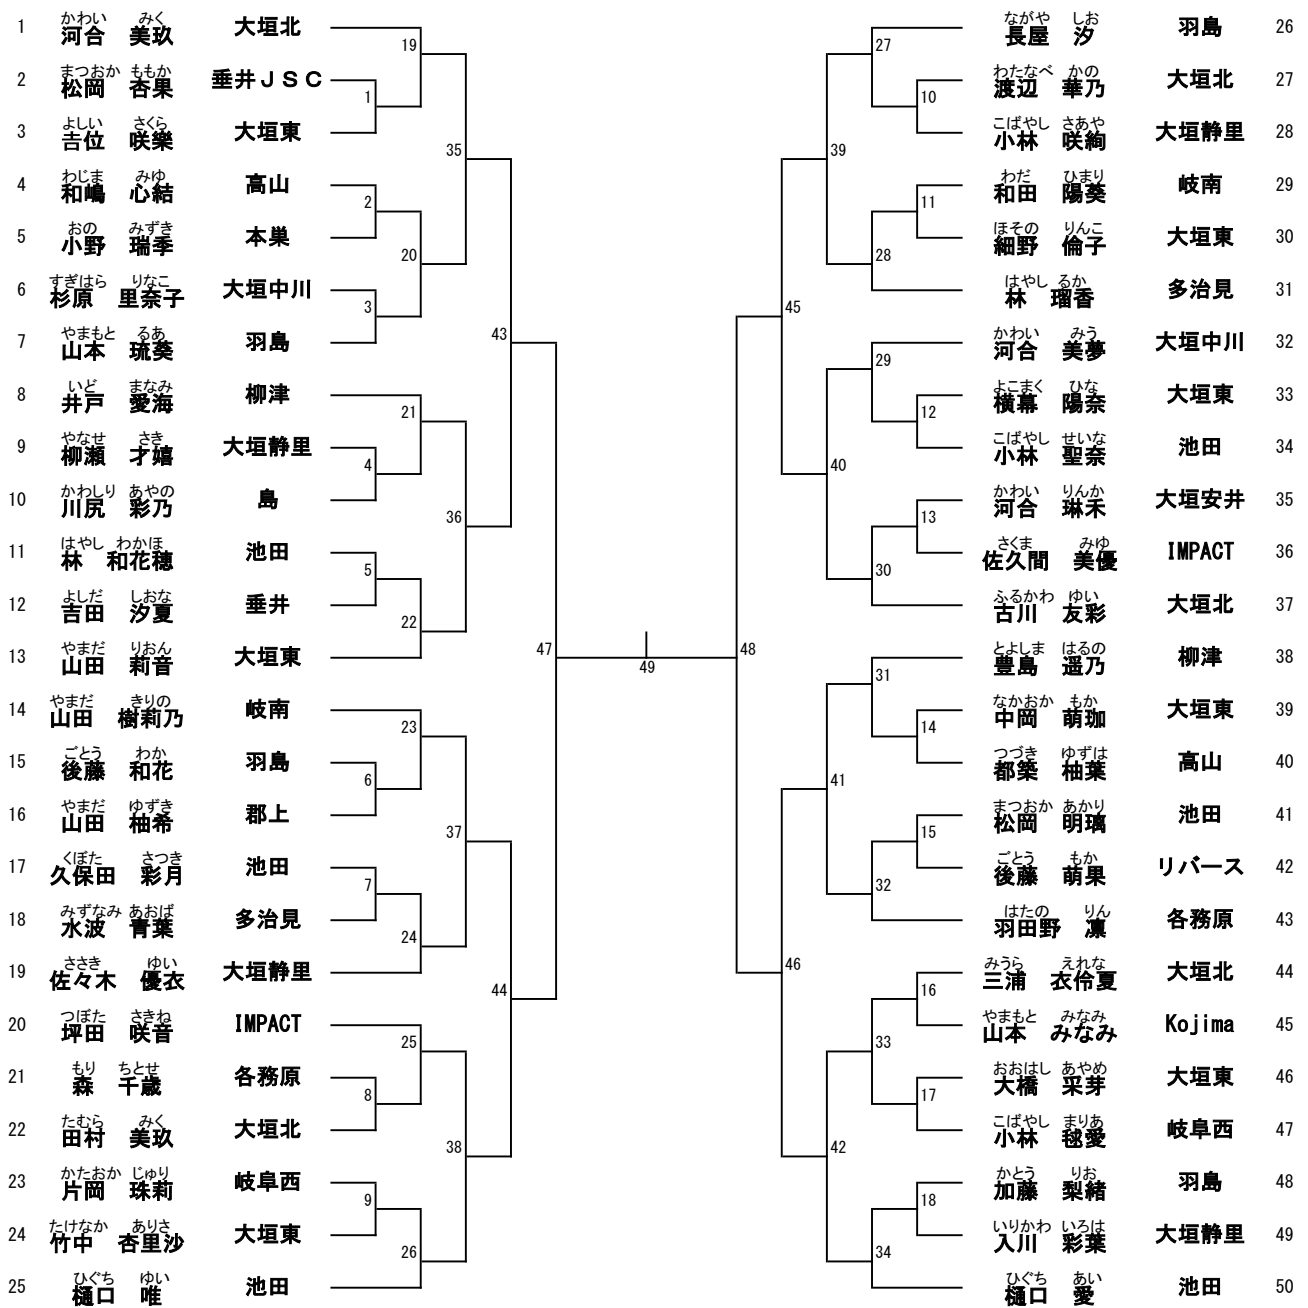 かわい　みく
1 河合　美玖 大垣北
まつおか　ももか
2 松岡　杏果 垂井ＪＳＣ
よしい　さくら
3 吉位　咲樂 大垣東
わじま　みゆ
4 和嶋　心結 高山
おの　みずき
5 小野　瑞季 本巣
すぎはら　りなこ
6 杉原　里奈子 大垣中川
やまもと　るあ
7 山本　琉葵 羽島
いど　まなみ
8 井戸　愛海 柳津
やなせ　さき
9 柳瀬　才嬉 大垣静里
かわしり　あやの
10 川尻　彩乃 島
はやし　わかほ
11 林　和花穂 池田
よしだ　しおな
12 吉田　汐夏 垂井
やまだ　りおん
13 山田　莉音 大垣東
やまだ　きりの
14 山田　樹莉乃 岐南
ごとう　わか
15 後藤　和花 羽島
やまだ　ゆずき
16 山田　柚希 郡上
くぼた　さつき
17 久保田　彩月 池田
みずなみ　あおば
18 水波　青葉 多治見
ささき　ゆい
19 佐々木　優衣 大垣静里
つぼた　さきね
20 坪田　咲音 IMPACT
もり　ちとせ
21 森　千歳 各務原
たむら　みく
22 田村　美玖 大垣北
かたおか　じゅり
23 片岡　珠莉 岐阜西
たけなか　ありさ
24 竹中　杏里沙 大垣東
ひぐち　ゆい
25 樋口　唯 池田
19
1
35
2
20
3
43
21
4
36
5
22
47
23
6
37
7
24
44
25
8
38
9
26
49
48
27
10
39
11
28
45
29
12
40
13
30
31
14
41
15
32
46
16
33
17
42
18
34
ながや　しお
長屋　汐 羽島 26
わたなべ　かの
渡辺　華乃 大垣北 27
こばやし　さあや
小林　咲絢 大垣静里 28
わだ　ひまり
和田　陽葵 岐南 29
ほその　りんこ
細野　倫子 大垣東 30
はやし　るか
林　瑠香 多治見 31
かわい　みう
河合　美夢 大垣中川 32
よこまく　ひな
横幕　陽奈 大垣東 33
こばやし　せいな
小林　聖奈 池田 34
かわい　りんか
河合　琳禾 大垣安井 35
さくま　みゆ
佐久間　美優 IMPACT 36
ふるかわ　ゆい
古川　友彩 大垣北 37
とよしま　はるの
豊島　遥乃 柳津 38
なかおか　もか
中岡　萌珈 大垣東 39
つづき　ゆずは
都築　柚葉 高山 40
まつおか　あかり
松岡　明璃 池田 41
ごとう　もか
後藤　萌果 リバース 42
はたの　りん
羽田野　凛 各務原 43
みうら　えれな
三浦　衣伶夏 大垣北 44
やまもと　みなみ
山本　みなみ Kojima 45
おおはし　あやめ
大橋　采芽 大垣東 46
こばやし　まりあ
小林　毬愛 岐阜西 47
かとう　りお
加藤　梨緒 羽島 48
いりかわ　いろは
入川　彩葉 大垣静里 49
ひぐち　あい
樋口　愛 池田 50